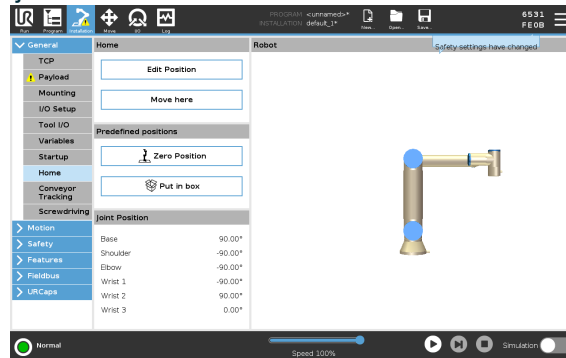 PROGRAM <unnamed>*
INSTALLATION default_1*
New... Open... Save...
6531
FE0B
Run Program Installation Move I/O Log
General
TCP
Payload
Mounting
I/O Setup
Tool I/O
Variables
Startup
Home
Conveyor
Tracking
Screwdriving
Motion
Safety
Features
Fieldbus
URCaps
Home
Edit Position
Move here
Predefined positions
Zero Position
Put in box
Joint Position
Base 90.00°
Shoulder -90.00°
Elbow -90.00°
Wrist 1 -90.00°
Wrist 2 90.00°
Wrist 3 0.00°
Robot
Safety settings have changed
Normal
Speed 100%
Simulation